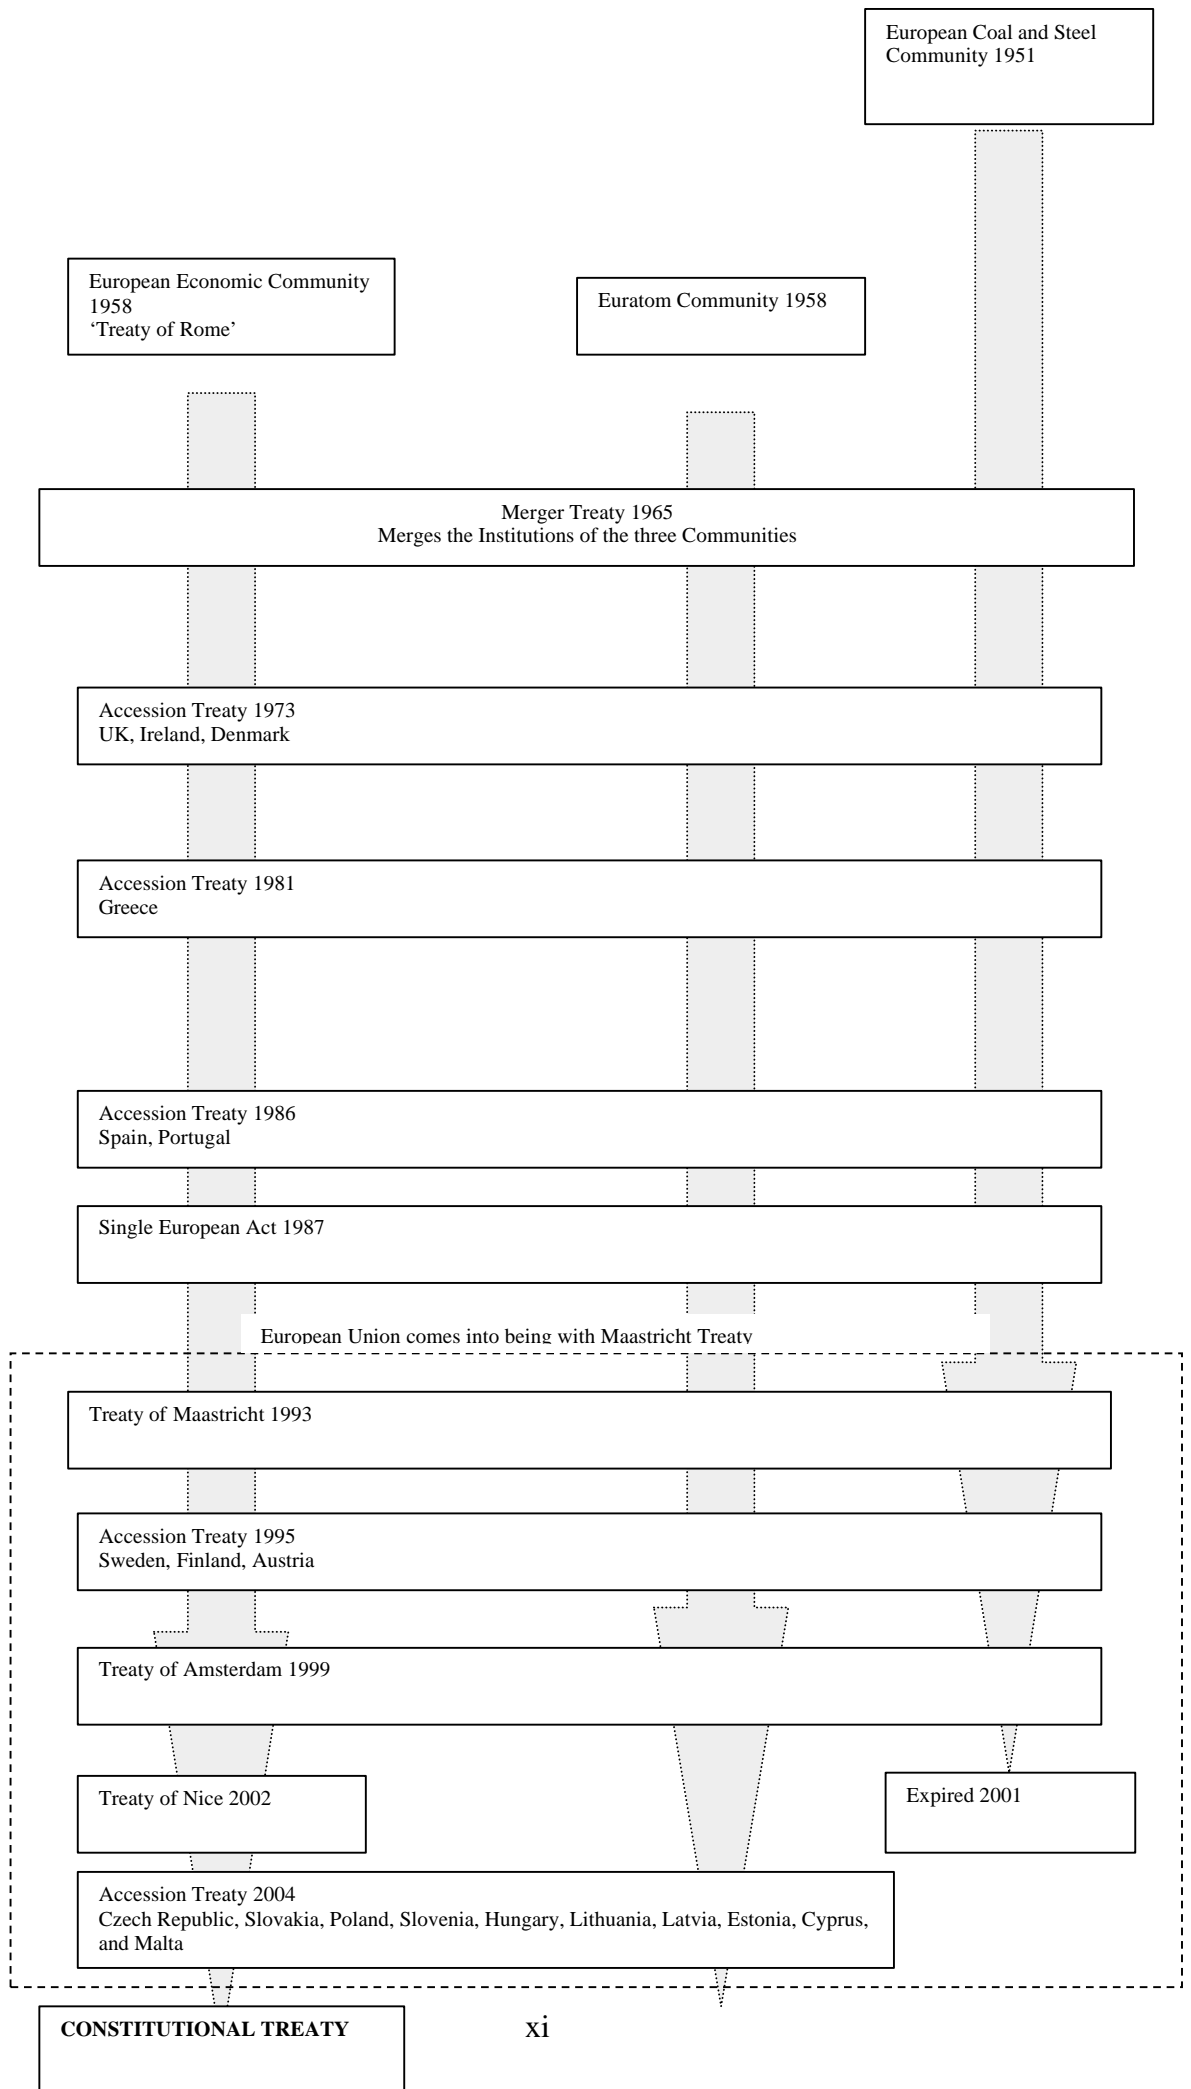 European Coal and Steel
Community 1951
European Economic Community
1958
‘Treaty of Rome’
Euratom Community 1958
Merger Treaty 1965
Merges the Institutions of the three Communities
Accession Treaty 1973
UK, Ireland, Denmark
Accession Treaty 1981
Greece
Accession Treaty 1986
Spain, Portugal
Single European Act 1987
European Union comes into being with Maastricht Treaty
Treaty of Maastricht 1993
Accession Treaty 1995
Sweden, Finland, Austria
Treaty of Amsterdam 1999
Treaty of Nice 2002
Expired 2001
Accession Treaty 2004
Czech Republic, Slovakia, Poland, Slovenia, Hungary, Lithuania, Latvia, Estonia, Cyprus,
and Malta
CONSTITUTIONAL TREATY
xi